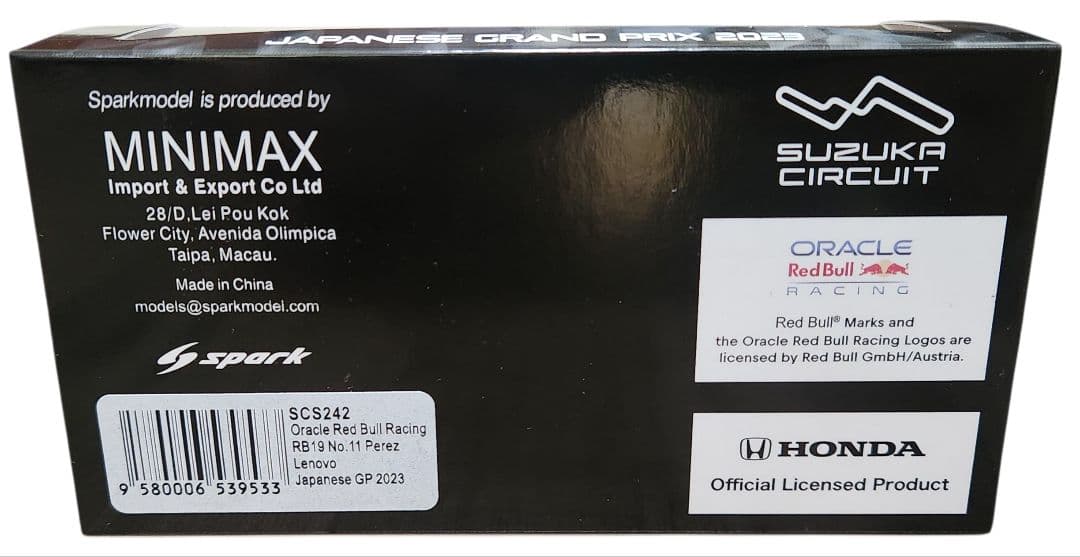 JAPANESE GRAND PRIX 2023
Sparkmodel is produced by
MINIMAX
Import & Export Co Ltd
28/D,Lei Pou Kok
Flower City, Avenida Olimpica
Taipa, Macau.
Made in China
models@sparkmodel.com
spark
SCS242
Oracle Red Bull Racing
RB19 No.11 Perez
Lenovo
Japanese GP 2023
9 580006 539533
SUZUKA
CIRCUIT
ORACLE
Red Bull
RACING
Red Bull® Marks and
the Oracle Red Bull Racing Logos are
licensed by Red Bull GmbH/Austria.
HONDA
Official Licensed Product